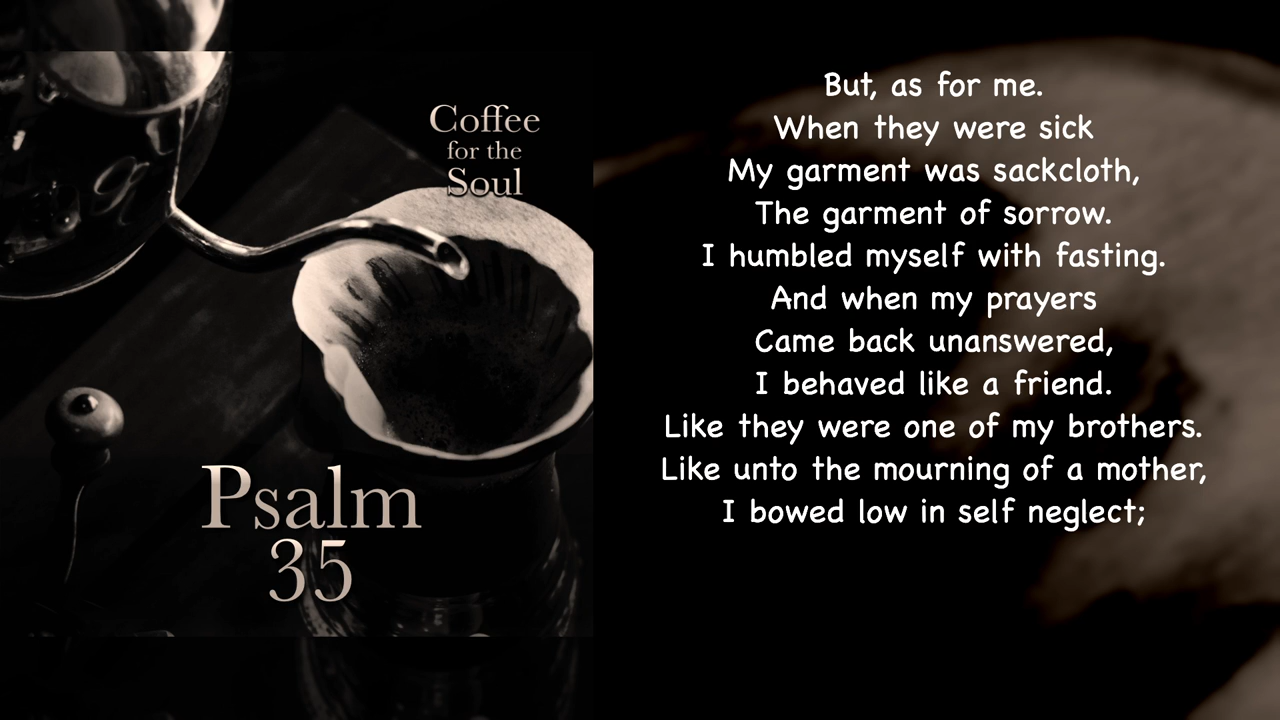 Coffee
for the
Soul
Psalm
35
But, as for me.
When they were sick
My garment was sackcloth,
The garment of sorrow.
I humbled myself with fasting.
And when my prayers
Came back unanswered,
I behaved like a friend.
Like they were one of my brothers.
Like unto the mourning of a mother,
I bowed low in self neglect;